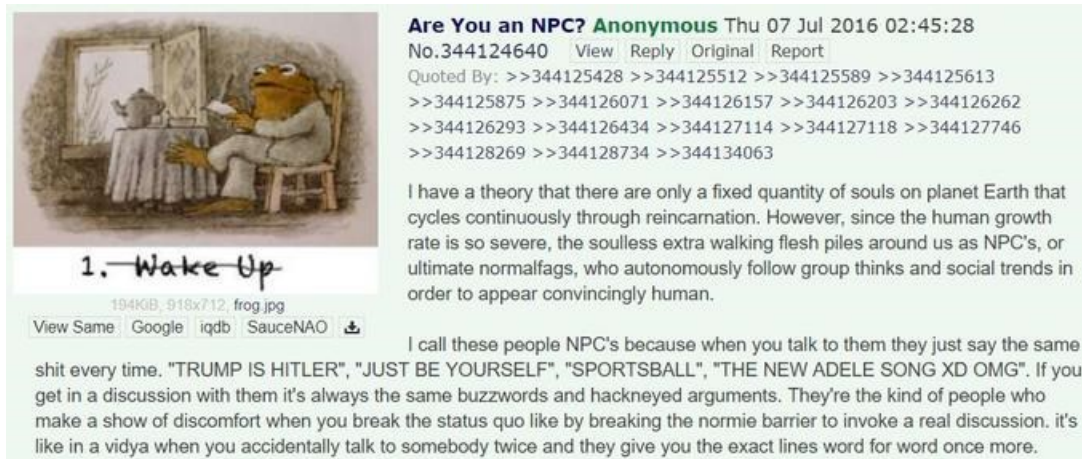 Are You an NPC? Anonymous Thu 07 Jul 2016 02:45:28
No.344124640 View Reply Original Report
Quoted By: >>344125428 >>344125512 >>344125589 >>344125613
>>344125875 >>344126071 >>344126157 >>344126203 >>344126262
>>344126293 >>344126434 >>344127114 >>344127118 >>344127746
>>344128269 >>344128734 >>344134063
1. Wake Up
194KiB, 918x712, frog.jpg
View Same Google iqdb SauceNAO
I have a theory that there are only a fixed quantity of souls on planet Earth that
cycles continuously through reincarnation. However, since the human growth
rate is so severe, the soulless extra walking flesh piles around us as NPC's, or
ultimate normalfags, who autonomously follow group thinks and social trends in
order to appear convincingly human.
I call these people NPC's because when you talk to them they just say the same
shit every time. "TRUMP IS HITLER", "JUST BE YOURSELF", "SPORTSBALL", "THE NEW ADELE SONG XD OMG". If you
get in a discussion with them it's always the same buzzwords and hackneyed arguments. They're the kind of people who
make a show of discomfort when you break the status quo like by breaking the normie barrier to invoke a real discussion. it's
like in a vidya when you accidentally talk to somebody twice and they give you the exact lines word for word once more.